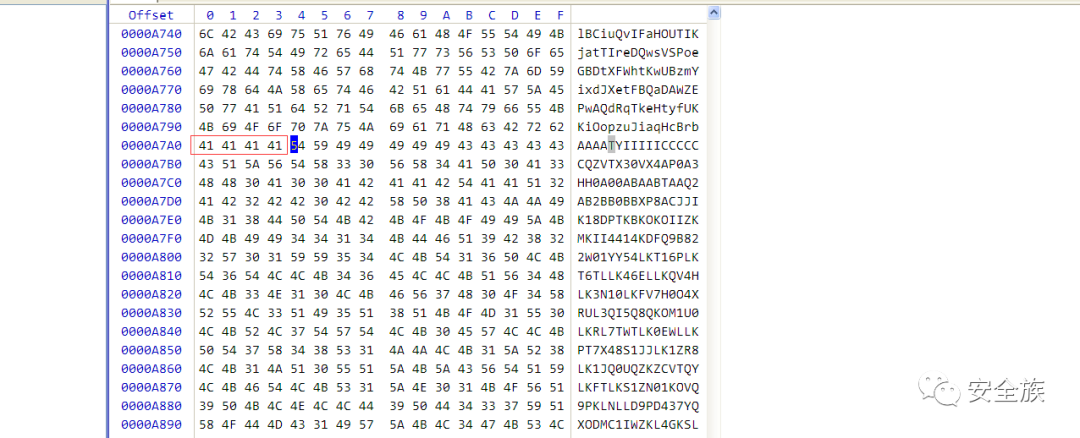 Offset 0 1 2 3 4 5 6 7 8 9 A B C D E F
0000A740 6C 42 43 69 75 51 76 49 46 61 48 4F 55 54 49 4B lBCiuQvIFaHOUTIK
0000A750 6A 61 74 54 49 72 65 44 51 77 73 56 53 50 6F 65 jatTIreDQwsVSPoe
0000A760 47 42 44 74 58 46 57 68 74 4B 77 55 42 7A 6D 59 GBDtXFWhtKwUBzmY
0000A770 69 78 64 4A 58 65 74 46 42 51 61 44 41 57 5A 45 ixdJXetFBQaDAWZE
0000A780 50 77 41 51 64 52 71 54 6B 65 48 74 79 66 55 4B PwAQdRqTkeHtyfUK
0000A790 4B 69 4F 6F 70 7A 75 4A 69 61 71 48 63 42 72 62 KiOopzuJiaqHcBrb
0000A7A0 41 41 41 41 54 59 49 49 49 49 49 43 43 43 43 43 AAAATYIIIIICCCCC
0000A7B0 43 51 5A 56 54 58 33 30 56 58 34 41 50 30 41 33 CQZVTX30VX4AP0A3
0000A7C0 48 48 30 41 30 30 41 42 41 41 42 54 41 41 51 32 HH0A00ABAABTAAQ2
0000A7D0 41 42 32 42 42 30 42 42 58 50 38 41 43 4A 4A 49 AB2BB0BBXP8ACJJI
0000A7E0 4B 31 38 44 50 54 4B 42 4B 4F 4B 4F 49 49 5A 4B K18DPTKBKOKOIIZK
0000A7F0 4D 4B 49 49 34 34 31 34 4B 44 46 51 39 42 38 32 MKII4414KDFQ9B82
0000A800 32 57 30 31 59 59 35 34 4C 4B 54 31 36 50 4C 4B 2W01YY54LKT16PLK
0000A810 54 36 54 4C 4C 4B 34 36 45 4C 4C 4B 51 56 34 48 T6TLLK46ELLKQV4H
0000A820 4C 4B 33 4E 31 30 4C 4B 46 56 37 48 30 4F 34 58 LK3N10LKFV7H0O4X
0000A830 52 55 4C 33 51 49 35 51 38 51 4B 4F 4D 31 55 30 RUL3QI5Q8QKOM1U0
0000A840 4C 4B 52 4C 37 54 57 54 4C 4B 30 45 57 4C 4C 4B LKRL7TWTLK0EWLLK
0000A850 50 54 37 58 34 38 53 31 4A 4A 4C 4B 31 5A 52 38 PT7X48S1JJLK1ZR8
0000A860 4C 4B 31 4A 51 30 55 51 5A 4B 5A 43 56 54 51 59 LK1JQ0UQZKZCVTQY
0000A870 4C 4B 46 54 4C 4B 53 31 5A 4E 30 31 4B 4F 56 51 LKFTLKS1ZN01KOVQ
0000A880 39 50 4B 4C 4E 4C 4C 44 39 50 44 34 33 37 59 51 9PKLNLLD9PD437YQ
0000A890 58 4F 44 4D 43 31 49 57 5A 4B 4C 34 47 4B 53 4C XODMC1IWZKL4GKSL
安全族